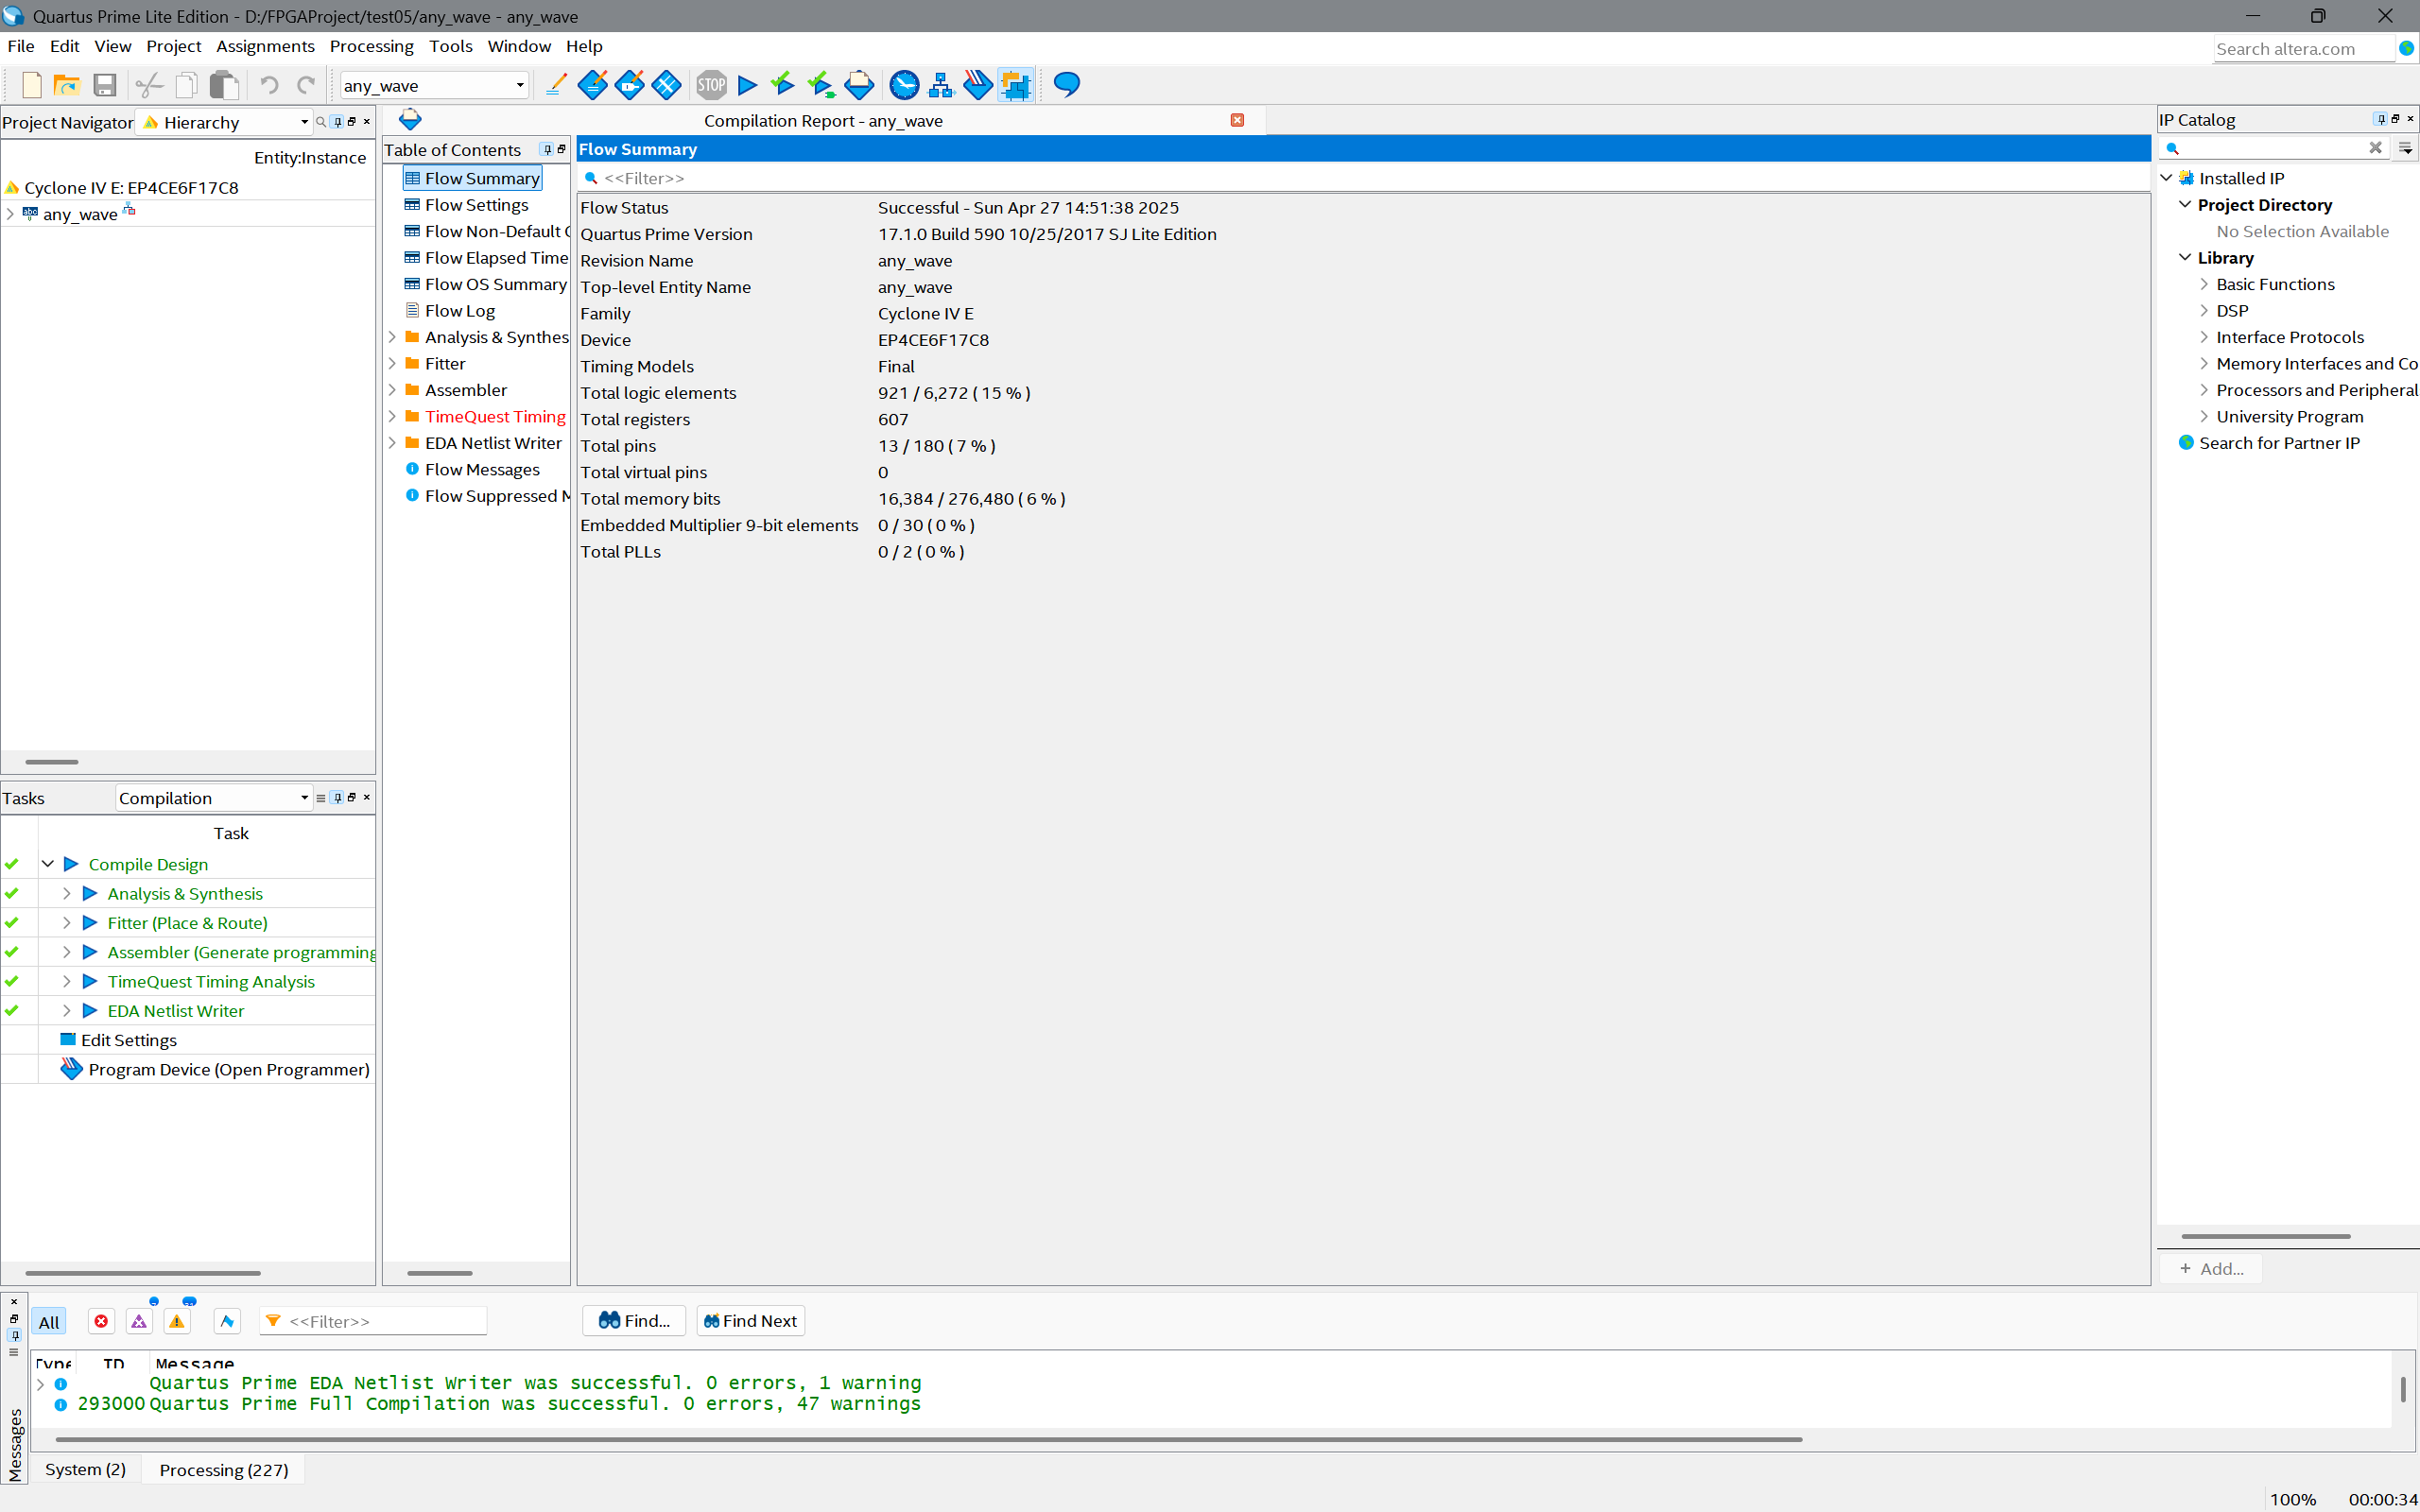 Quartus Prime Lite Edition - D:/FPGAProject/test05/any_wave - any_wave
File Edit View Project Assignments Processing Tools Window Help
Search altera.com
any_wave
STOP
Project Navigator Hierarchy
Entity:Instance
Cyclone IV E: EP4CE6F17C8
any_wave
Tasks Compilation
Task
Compile Design
Analysis & Synthesis
Fitter (Place & Route)
Assembler (Generate programming
TimeQuest Timing Analysis
EDA Netlist Writer
Edit Settings
Program Device (Open Programmer)
Compilation Report - any_wave
Table of Contents
Flow Summary
Flow Settings
Flow Non-Default
Flow Elapsed Time
Flow OS Summary
Flow Log
Analysis & Synthes
Fitter
Assembler
TimeQuest Timing
EDA Netlist Writer
Flow Messages
Flow Suppressed
Flow Summary
<<Filter>>
Flow Status Successful - Sun Apr 27 14:51:38 2025
Quartus Prime Version 17.1.0 Build 590 10/25/2017 SJ Lite Edition
Revision Name any_wave
Top-level Entity Name any_wave
Family Cyclone IV E
Device EP4CE6F17C8
Timing Models Final
Total logic elements 921 / 6,272 ( 15 % )
Total registers 607
Total pins 13 / 180 ( 7 % )
Total virtual pins 0
Total memory bits 16,384 / 276,480 ( 6 % )
Embedded Multiplier 9-bit elements 0 / 30 ( 0 % )
Total PLLs 0 / 2 ( 0 % )
IP Catalog
Installed IP
Project Directory
No Selection Available
Library
Basic Functions
DSP
Interface Protocols
Memory Interfaces and Co
Processors and Peripheral
University Program
Search for Partner IP
+ Add...
All <<Filter>> Find... Find Next
Type ID Message
Quartus Prime EDA Netlist Writer was successful. 0 errors, 1 warning
293000 Quartus Prime Full Compilation was successful. 0 errors, 47 warnings
Messages
System (2) Processing (227)
100% 00:00:34